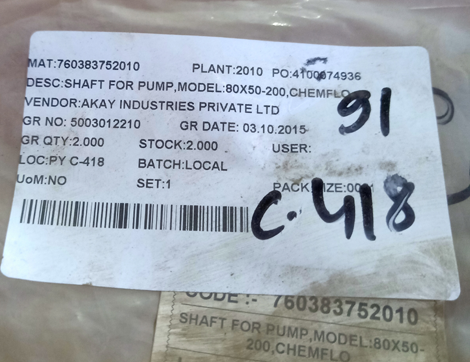 MAT:760383752010 PLANT:2010 PO:4100074936
DESC:SHAFT FOR PUMP,MODEL:80X50-200,CHEMFLO
VENDOR:AKAY INDUSTRIES PRIVATE LTD
91
GR NO: 5003012210 GR DATE: 03.10.2015
GR QTY:2.000 STOCK:2.000 USER:
LOC:PY C-418 BATCH:LOCAL
UoM:NO SET:1
C-418
CODE :- 760383752010
SHAFT FOR PUMP,MODEL:80X50-
200,CHEMFLO